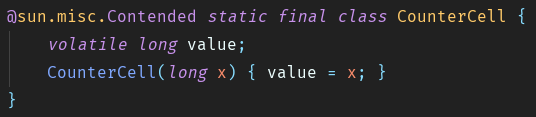 @sun.misc.Contended static final class CounterCell {
    volatile long value;
    CounterCell(long x) { value = x; }
}